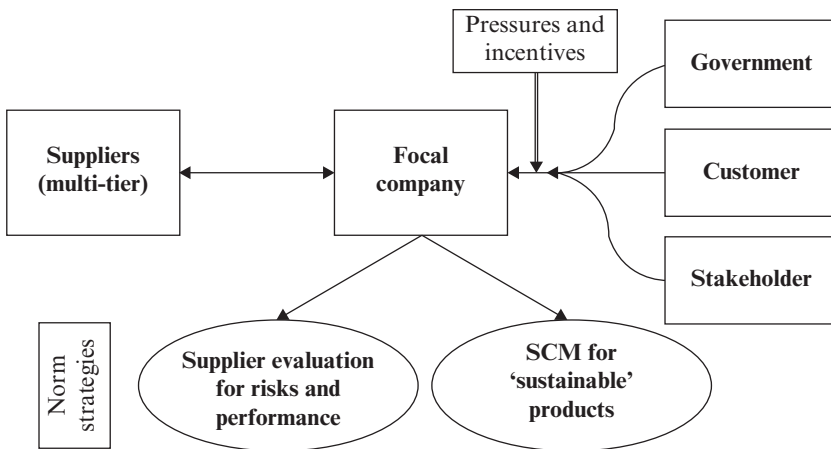 Pressures and
incentives
Government
Suppliers
(multi-tier)
Focal
company
Customer
Stakeholder
Norm
strategies
Supplier evaluation
for risks and
performance
SCM for
‘sustainable’
products